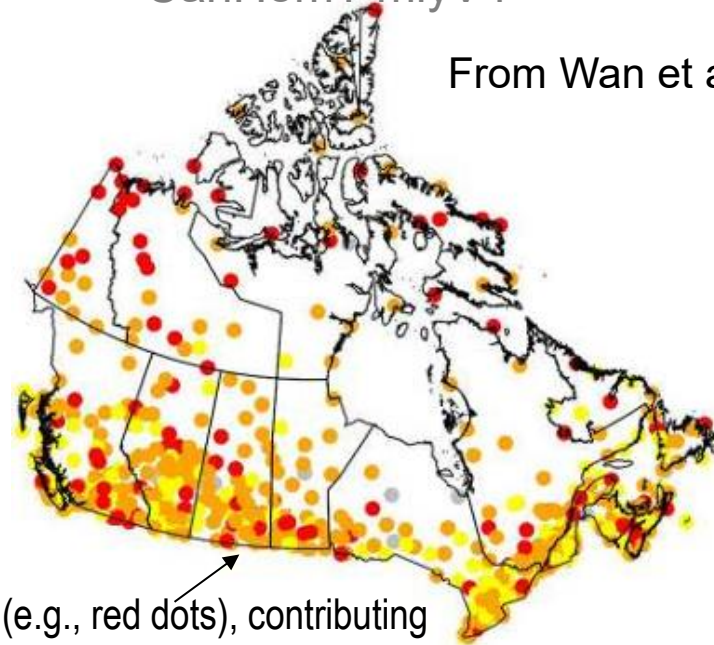 From Wan et a
(e.g., red dots), contributing